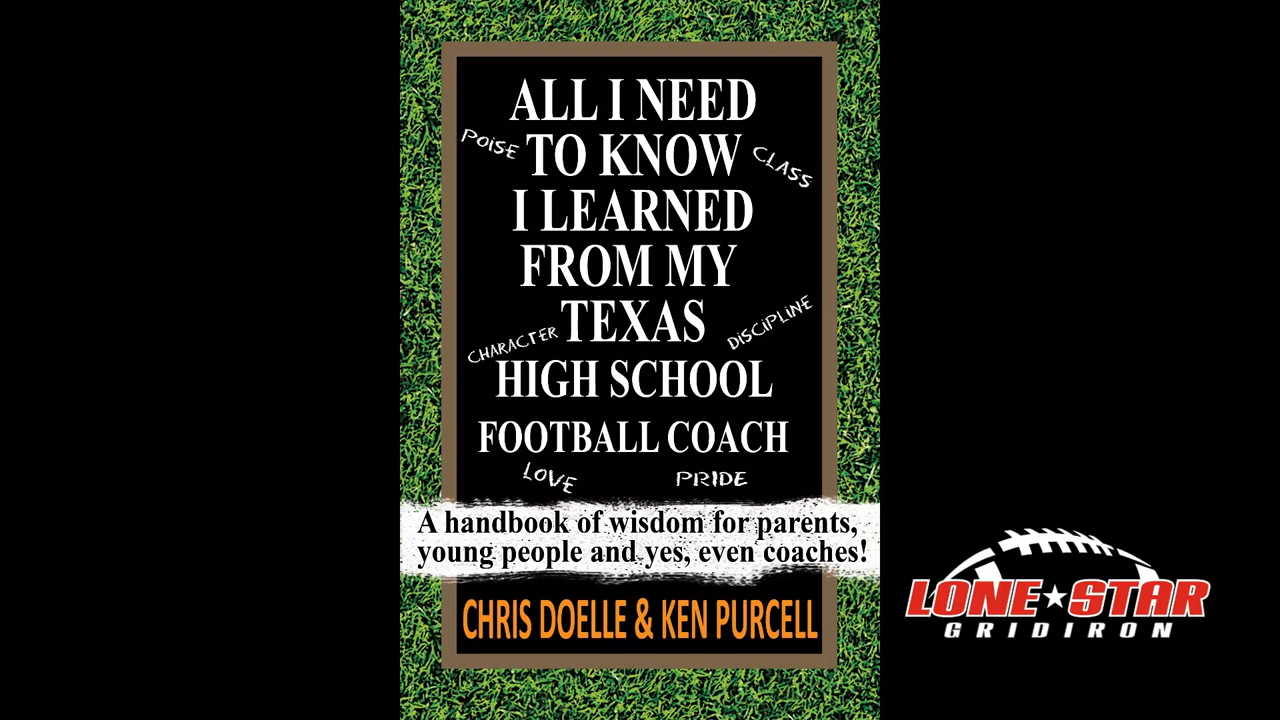 ALL I NEED
POISE
TO KNOW
CLASS
I LEARNED
FROM MY
TEXAS
CHARACTER
DISCIPLINE
HIGH SCHOOL
FOOTBALL COACH
LOVE
PRIDE
A handbook of wisdom for parents,
young people and yes, even coaches!
CHRIS DOELLE & KEN PURCELL
LONE STAR
GRIDIRON